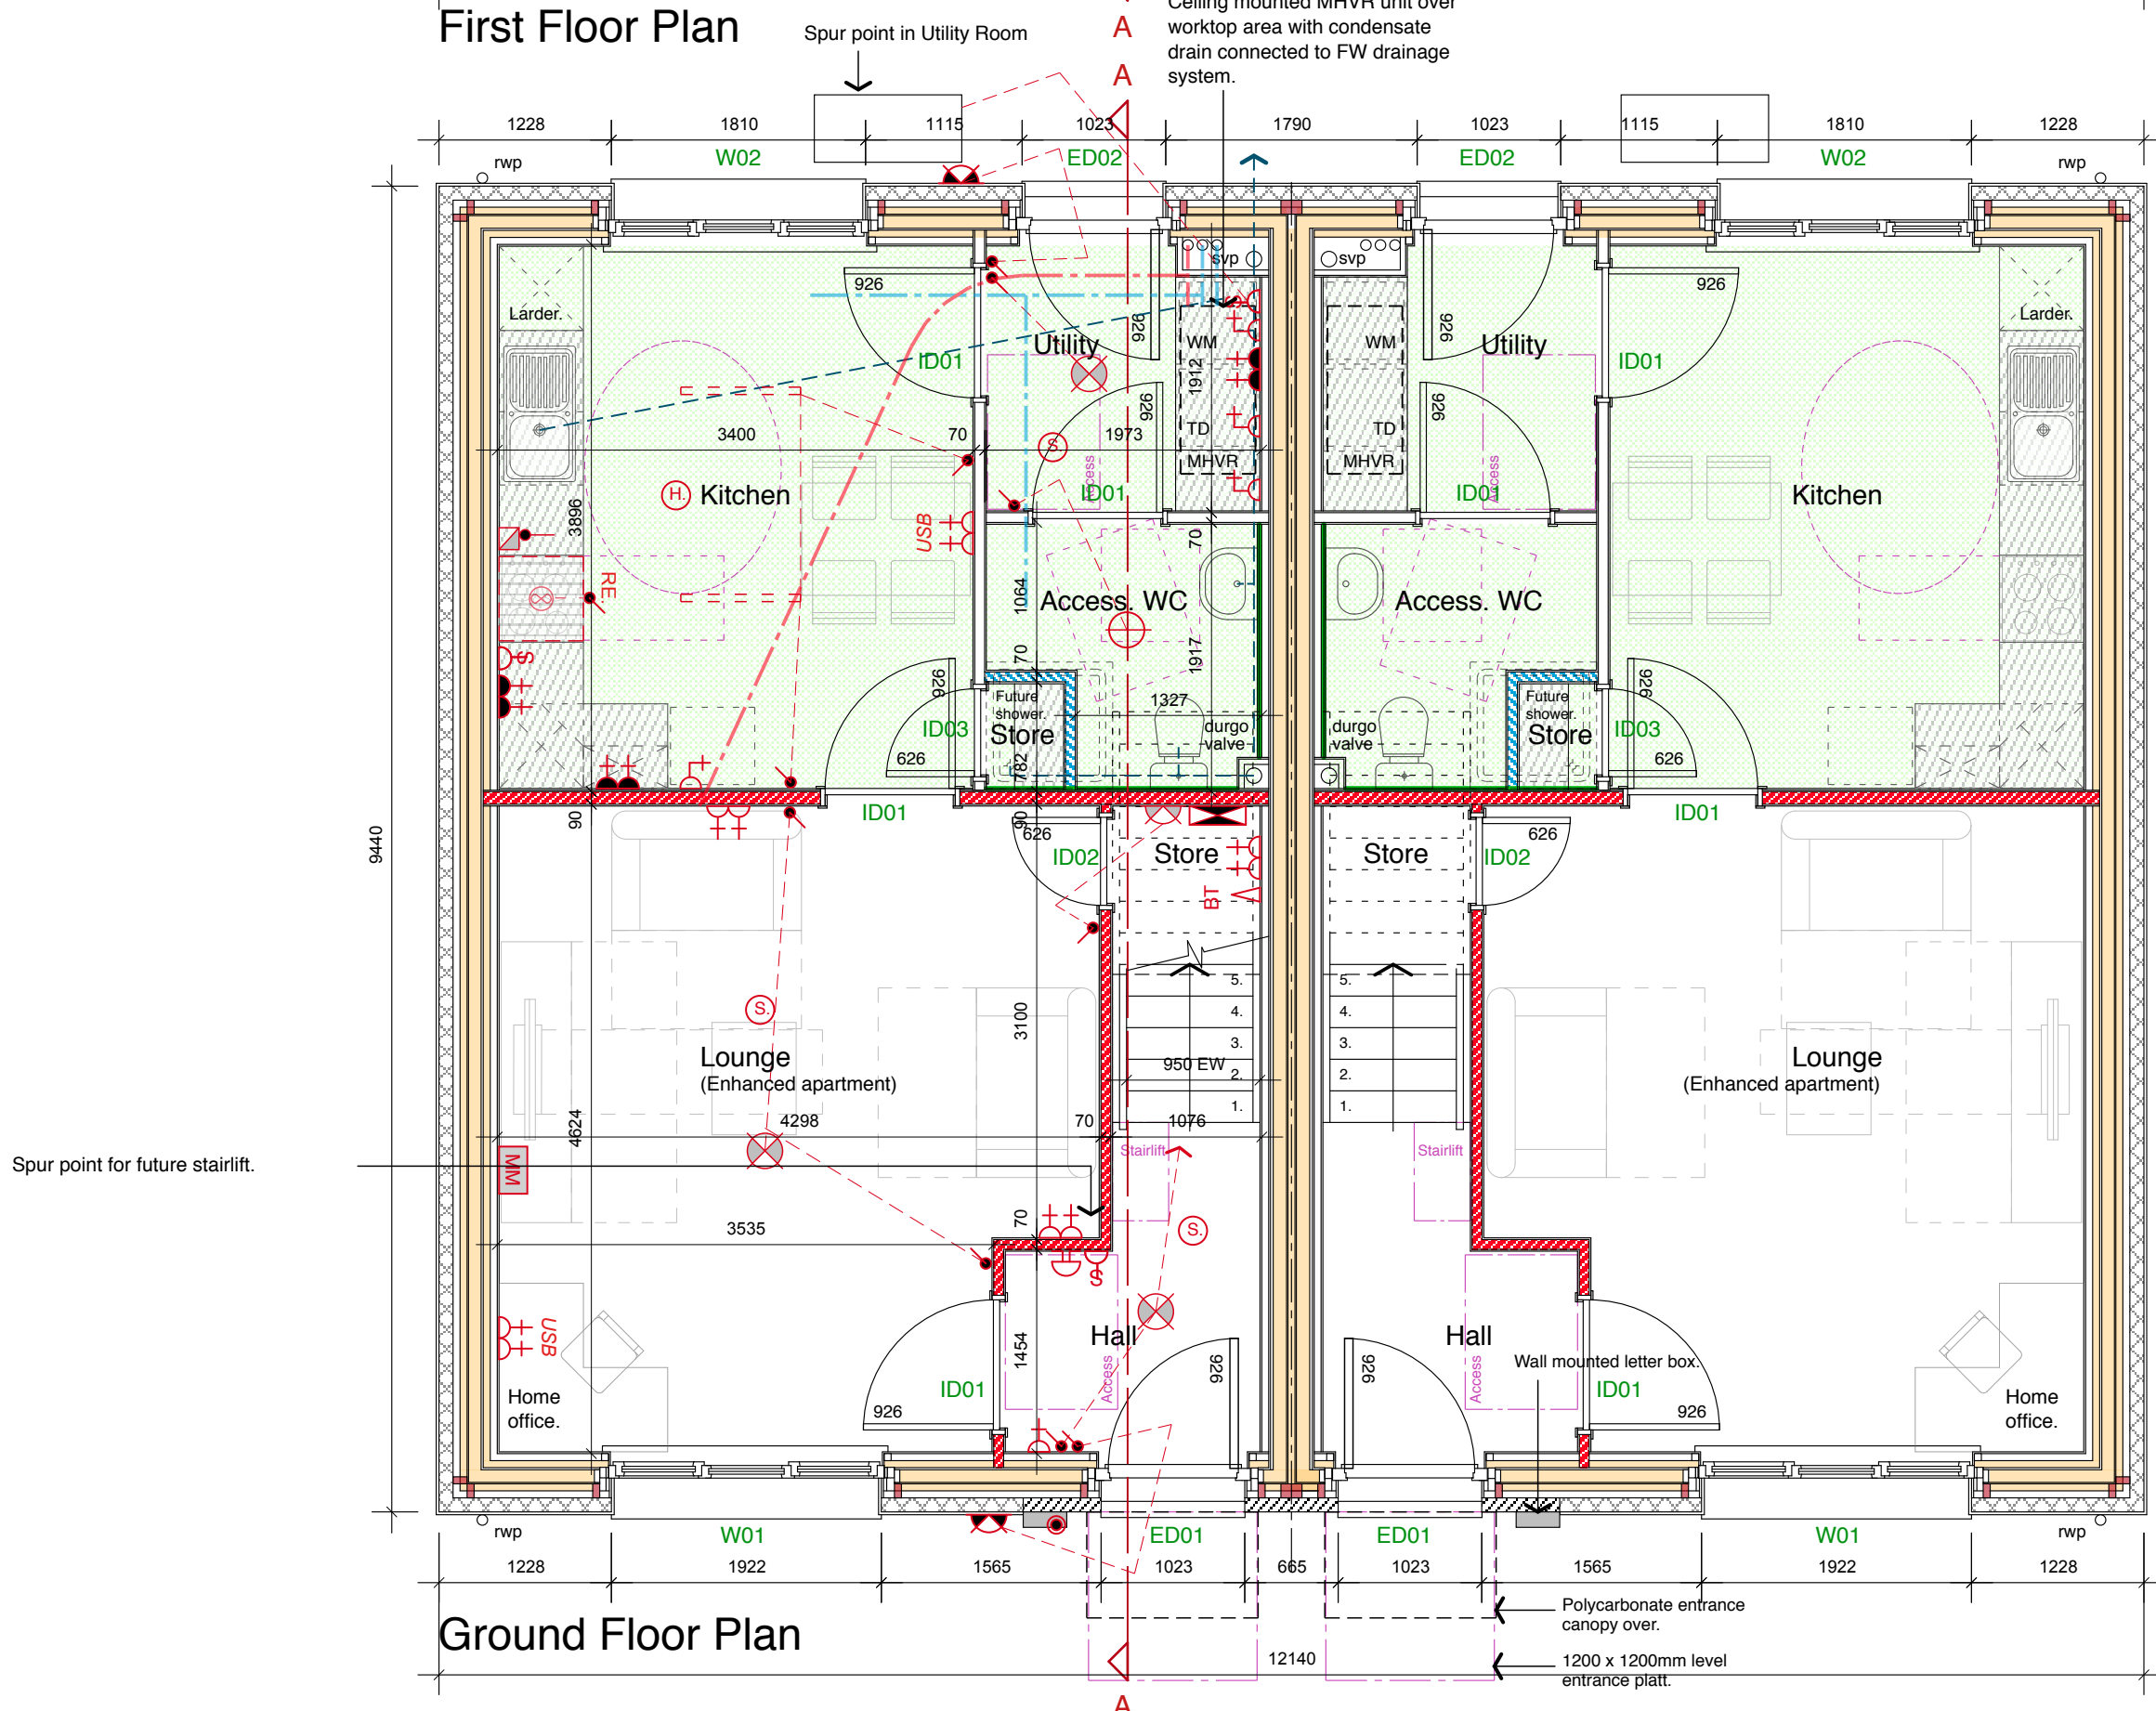 First Floor Plan
Spur point in Utility Room
A
A
Ceiling mounted MHVR unit over
worktop area with condensate
drain connected to FW drainage
system.
1228
1810
1115
1023
1790
1023
1115
1810
1228
rwp
W02
ED02
ED02
W02
rwp
svp
svp
926
926
Larder.
Larder.
926
926
ID01
Utility
WM
WM
Utility
ID01
1912
926
926
3400
70
1973
TD
TD
S.
MHVR
MHVR
Access
Access
H.
Kitchen
ID01
ID01
Kitchen
3896
USB
70
RE.
1064
Access. WC
Access. WC
S
70
1917
926
926
Future
shower.
Store
1327
durgo
valve
durgo
valve
Future
shower.
Store
ID03
ID03
626
626
782
9440
90
ID01
90
626
ID02
Store
Store
626
ID02
ID01
BT
5.
4.
3.
2.
1.
5.
4.
3.
2.
1.
S.
3100
950 EW
Lounge
(Enhanced apartment)
Lounge
(Enhanced apartment)
4624
4298
70
1076
Stairlift
Stairlift
Spur point for future stairlift.
MM
3535
70
S.
S
USB
1454
Hall
Hall
Access
Access
926
926
Wall mounted letter box.
Home
office.
ID01
926
ID01
926
Home
office.
rwp
W01
ED01
ED01
W01
rwp
1228
1922
1565
1023
665
1023
1565
1922
1228
Ground Floor Plan
Polycarbonate entrance
canopy over.
12140
1200 x 1200mm level
entrance platt.
A